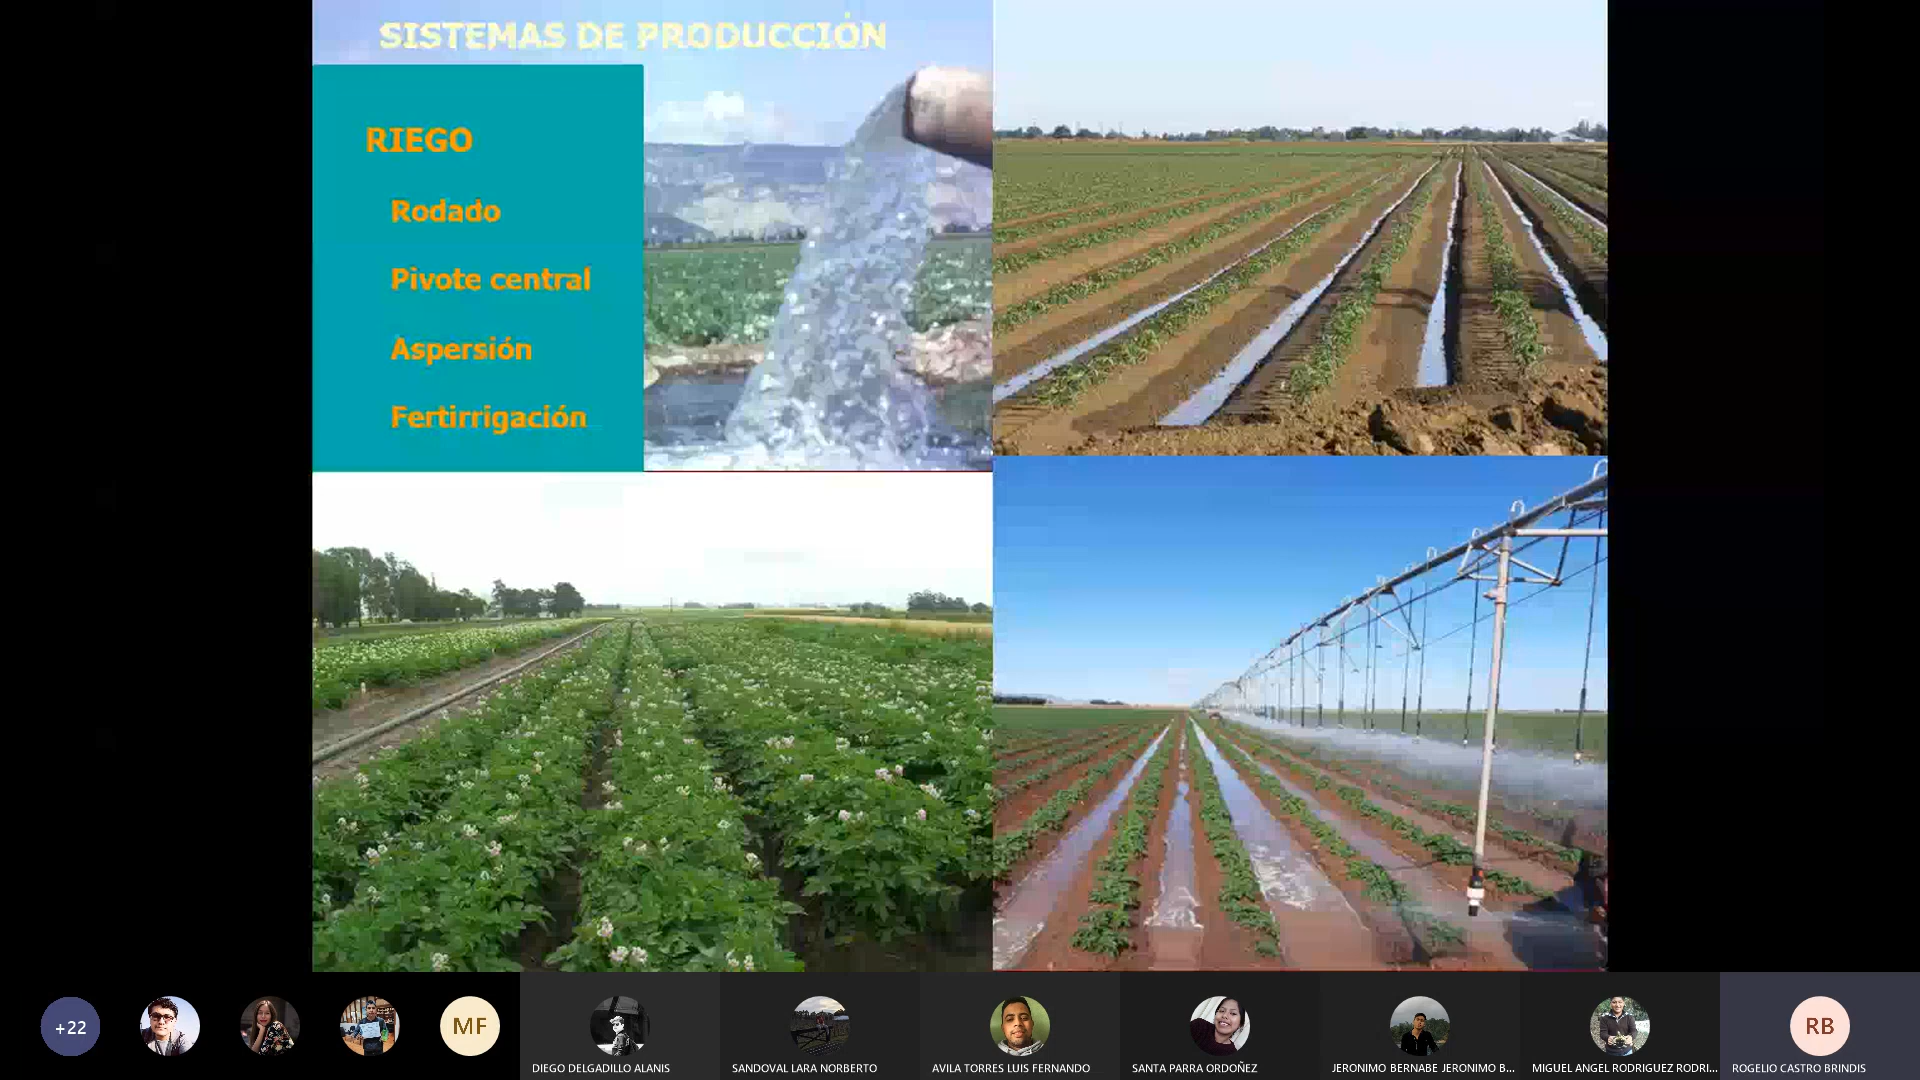 SISTEMAS DE PRODUCCIÓN
RIEGO
Rodado
Pivote central
Aspersión
Fertirrigación
+22
MF
DIEGO DELGADILLO ALANIS
SANDOVAL LARA NORBERTO
AVILA TORRES LUIS FERNANDO
SANTA PARRA ORDOÑEZ
JERONIMO BERNABE JERONIMO B...
MIGUEL ANGEL RODRIGUEZ RODRI...
RB
ROGELIO CASTRO BRINDIS